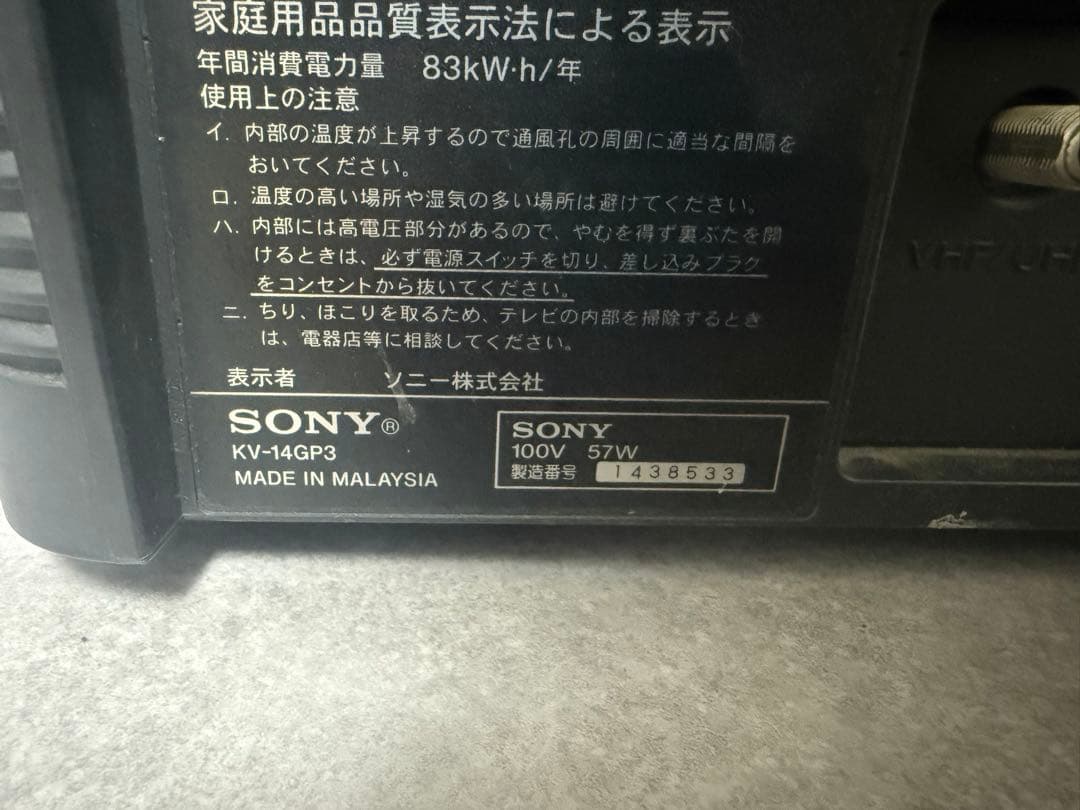 家庭用品品質表示法による表示
年間消費電力量 83kW·h/年
使用上の注意
イ. 内部の温度が上昇するので通風孔の周囲に適当な間隔を
おいてください。
ロ. 温度の高い場所や湿気の多い場所は避けてください。
ハ. 内部には高電圧部分があるので、やむを得ず裏ぶたを開
けるときは、必ず電源スイッチを切り、差し込みプラグ
をコンセントから抜いてください。
ニ. ちり、ほこりを取るため、テレビの内部を掃除するとき
は、電器店等に相談してください。
表示者 ソニー株式会社
SONY®
KV-14GP3
MADE IN MALAYSIA
SONY
100V 57W
製造番号 1438533
VHF/UH